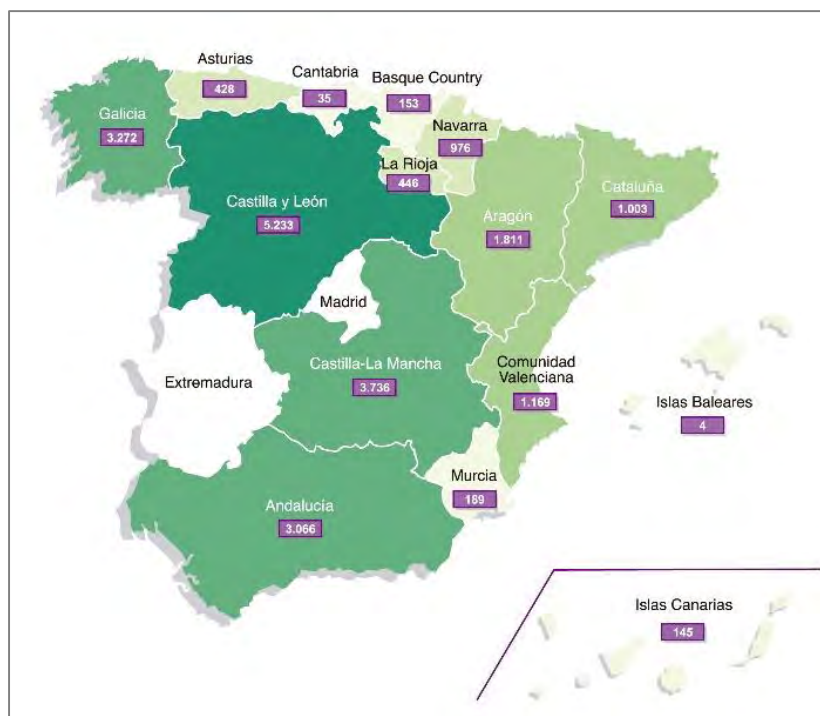 Asturias
428
Cantabria
35
Basque Country
153
Galicia
3.272
Navarra
976
La Rioja
446
Castilla y León
5.233
Aragón
1.811
Cataluña
1.003
Madrid
Extremadura
Castilla-La Mancha
3.736
Comunidad
Valenciana
1.169
Islas Baleares
4
Murcia
189
Andalucía
3.066
Islas Canarias
145